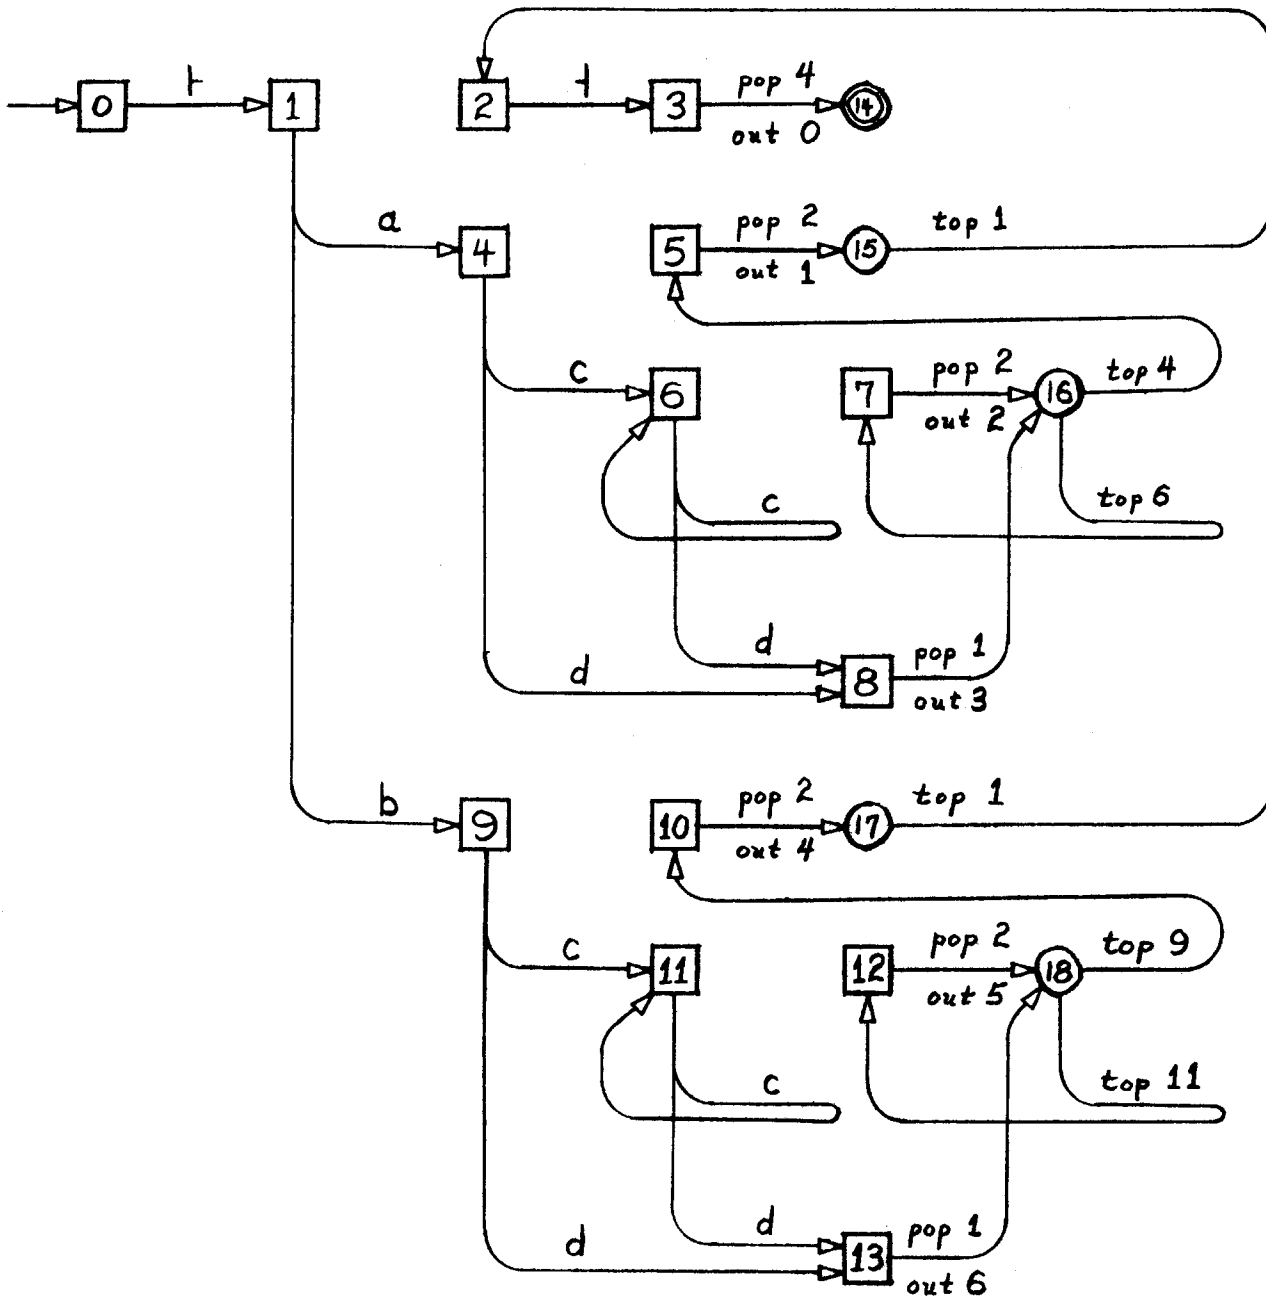 ⊢ ⊣ pop 4
0 1 2 3 14
out 0
a pop 2 top 1
4 5 15
out 1
c pop 2 top 4
6 7 16
out 2
c top 6
d pop 1
d 8
out 3
b pop 2 top 1
9 10 17
out 4
c pop 2 top 9
11 12 18
out 5
c top 11
d pop 1
d 13
out 6